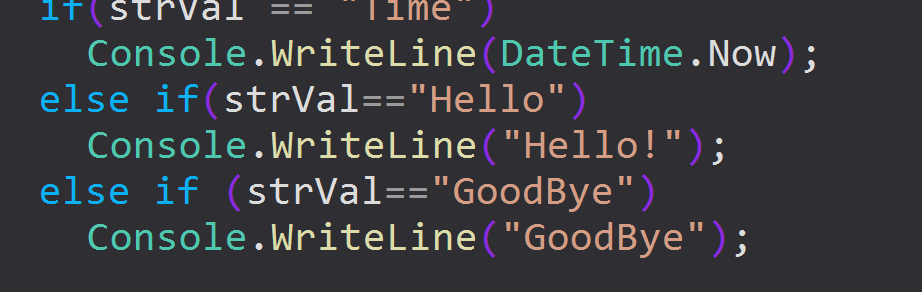 if(strVal == "Time")
Console.WriteLine(DateTime.Now);
else if(strVal=="Hello")
Console.WriteLine("Hello!");
else if (strVal=="GoodBye")
Console.WriteLine("GoodBye");